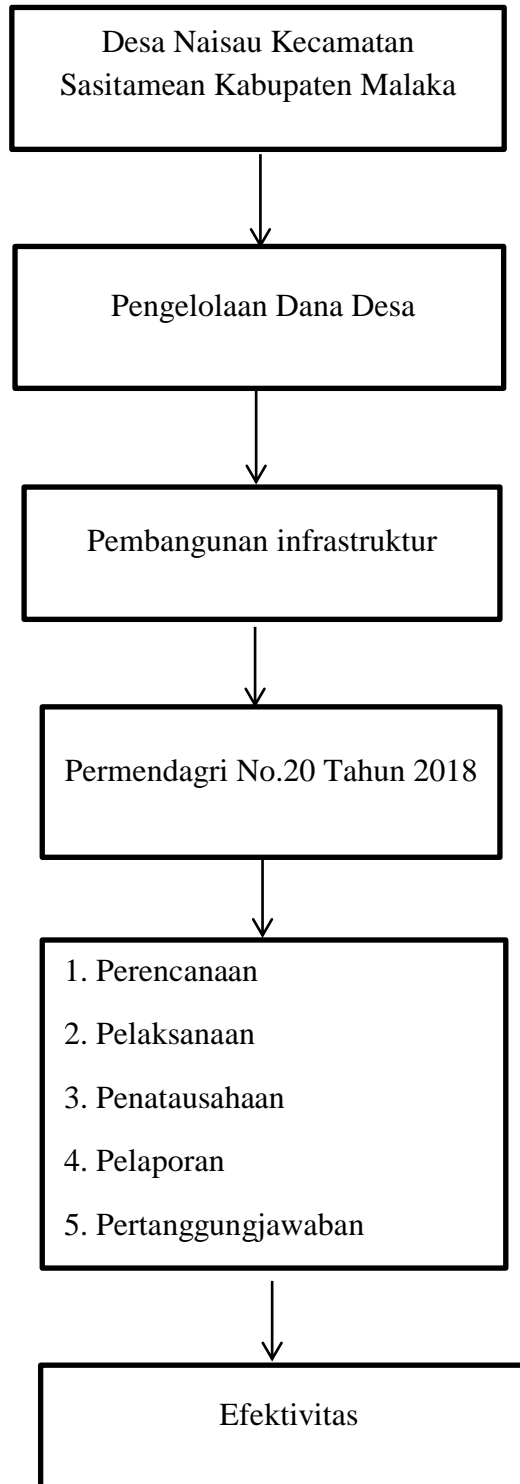 Desa Naisau Kecamatan
Sasitamean Kabupaten Malaka
Pengelolaan Dana Desa
Pembangunan infrastruktur
Permendagri No.20 Tahun 2018
1. Perencanaan
2. Pelaksanaan
3. Penatausahaan
4. Pelaporan
5. Pertanggungjawaban
Efektivitas